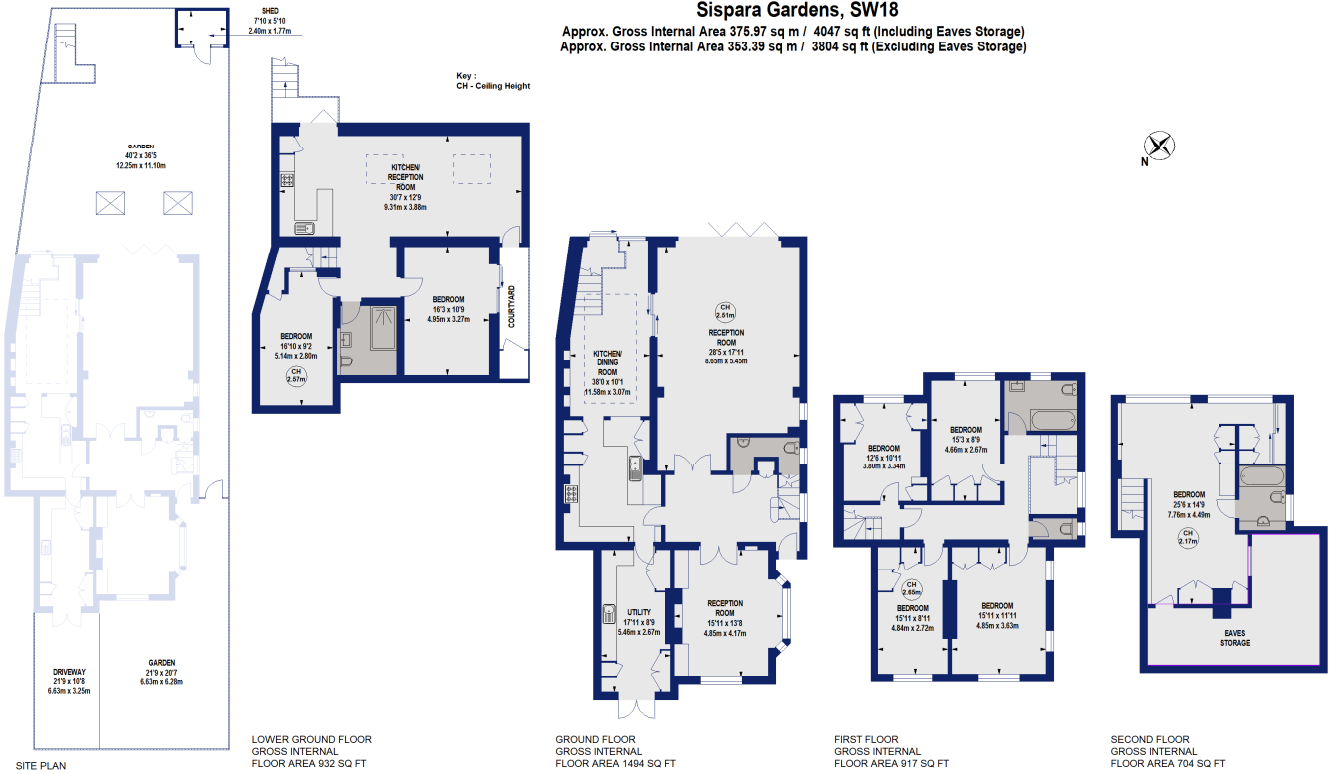 Sispara Gardens, SW18
Approx. Gross Internal Area 375.97 sq m / 4047 sq ft (Including Eaves Storage)
Approx. Gross Internal Area 353.39 sq m / 3804 sq ft (Excluding Eaves Storage)
Key :
CH - Ceiling Height
N
SHED
7'10 x 5'10
2.40m x 1.77m
GARDEN
40'2 x 36'5
12.25m x 11.10m
DRIVEWAY
21'9 x 10'8
6.63m x 3.25m
GARDEN
21'9 x 20'7
6.63m x 6.28m
SITE PLAN
KITCHEN/
RECEPTION
ROOM
30'7 x 12'9
9.31m x 3.88m
BEDROOM
16'3 x 10'9
4.95m x 3.27m
COURTYARD
BEDROOM
16'10 x 9'2
5.14m x 2.80m
CH
2.57m
LOWER GROUND FLOOR
GROSS INTERNAL
FLOOR AREA 932 SQ FT
CH
2.51m
RECEPTION
ROOM
28'5 x 17'11
8.65m x 5.45m
KITCHEN/
DINING
ROOM
38'0 x 10'1
11.58m x 3.07m
UTILITY
17'11 x 8'9
5.46m x 2.67m
RECEPTION
ROOM
15'11 x 13'8
4.85m x 4.17m
GROUND FLOOR
GROSS INTERNAL
FLOOR AREA 1494 SQ FT
BEDROOM
12'6 x 10'11
3.80m x 3.34m
BEDROOM
15'3 x 8'9
4.66m x 2.67m
CH
2.65m
BEDROOM
15'11 x 8'11
4.84m x 2.72m
BEDROOM
15'11 x 11'11
4.85m x 3.63m
FIRST FLOOR
GROSS INTERNAL
FLOOR AREA 917 SQ FT
BEDROOM
25'6 x 14'9
7.76m x 4.49m
CH
2.17m
EAVES
STORAGE
SECOND FLOOR
GROSS INTERNAL
FLOOR AREA 704 SQ FT